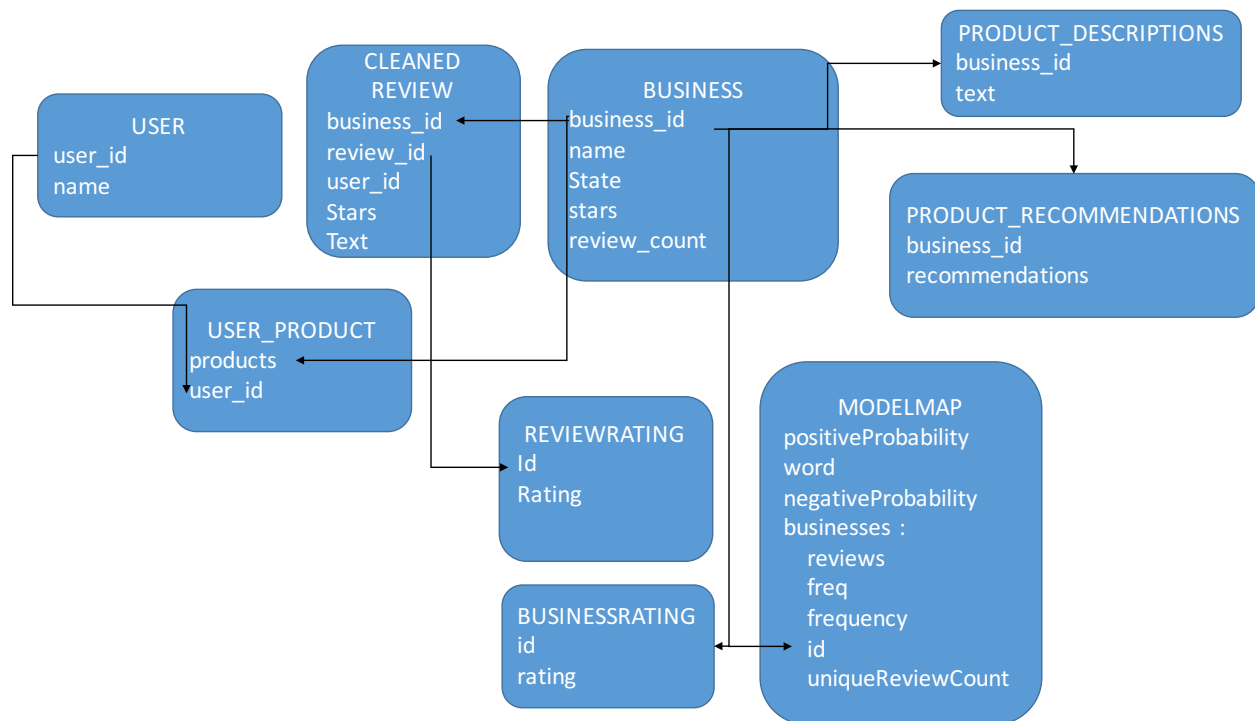 USER
user_id
name
CLEANED
REVIEW
business_id
review_id
user_id
Stars
Text
BUSINESS
business_id
name
State
stars
review_count
PRODUCT_DESCRIPTIONS
business_id
text
PRODUCT_RECOMMENDATIONS
business_id
recommendations
USER_PRODUCT
products
user_id
REVIEWRATING
Id
Rating
BUSINESSRATING
id
rating
MODELMAP
positiveProbability
word
negativeProbability
businesses :
reviews
freq
frequency
id
uniqueReviewCount